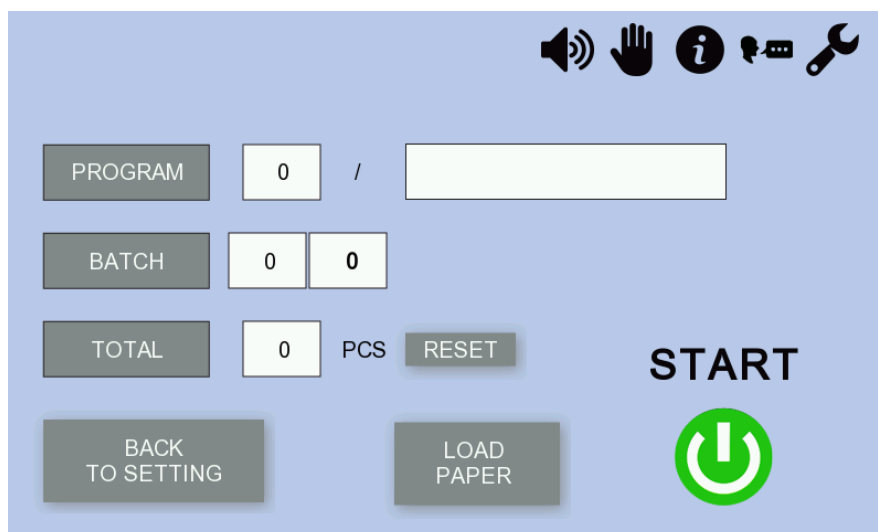 PROGRAM 0 /
BATCH 0 0
TOTAL 0 PCS RESET
START
BACK
TO SETTING
LOAD
PAPER